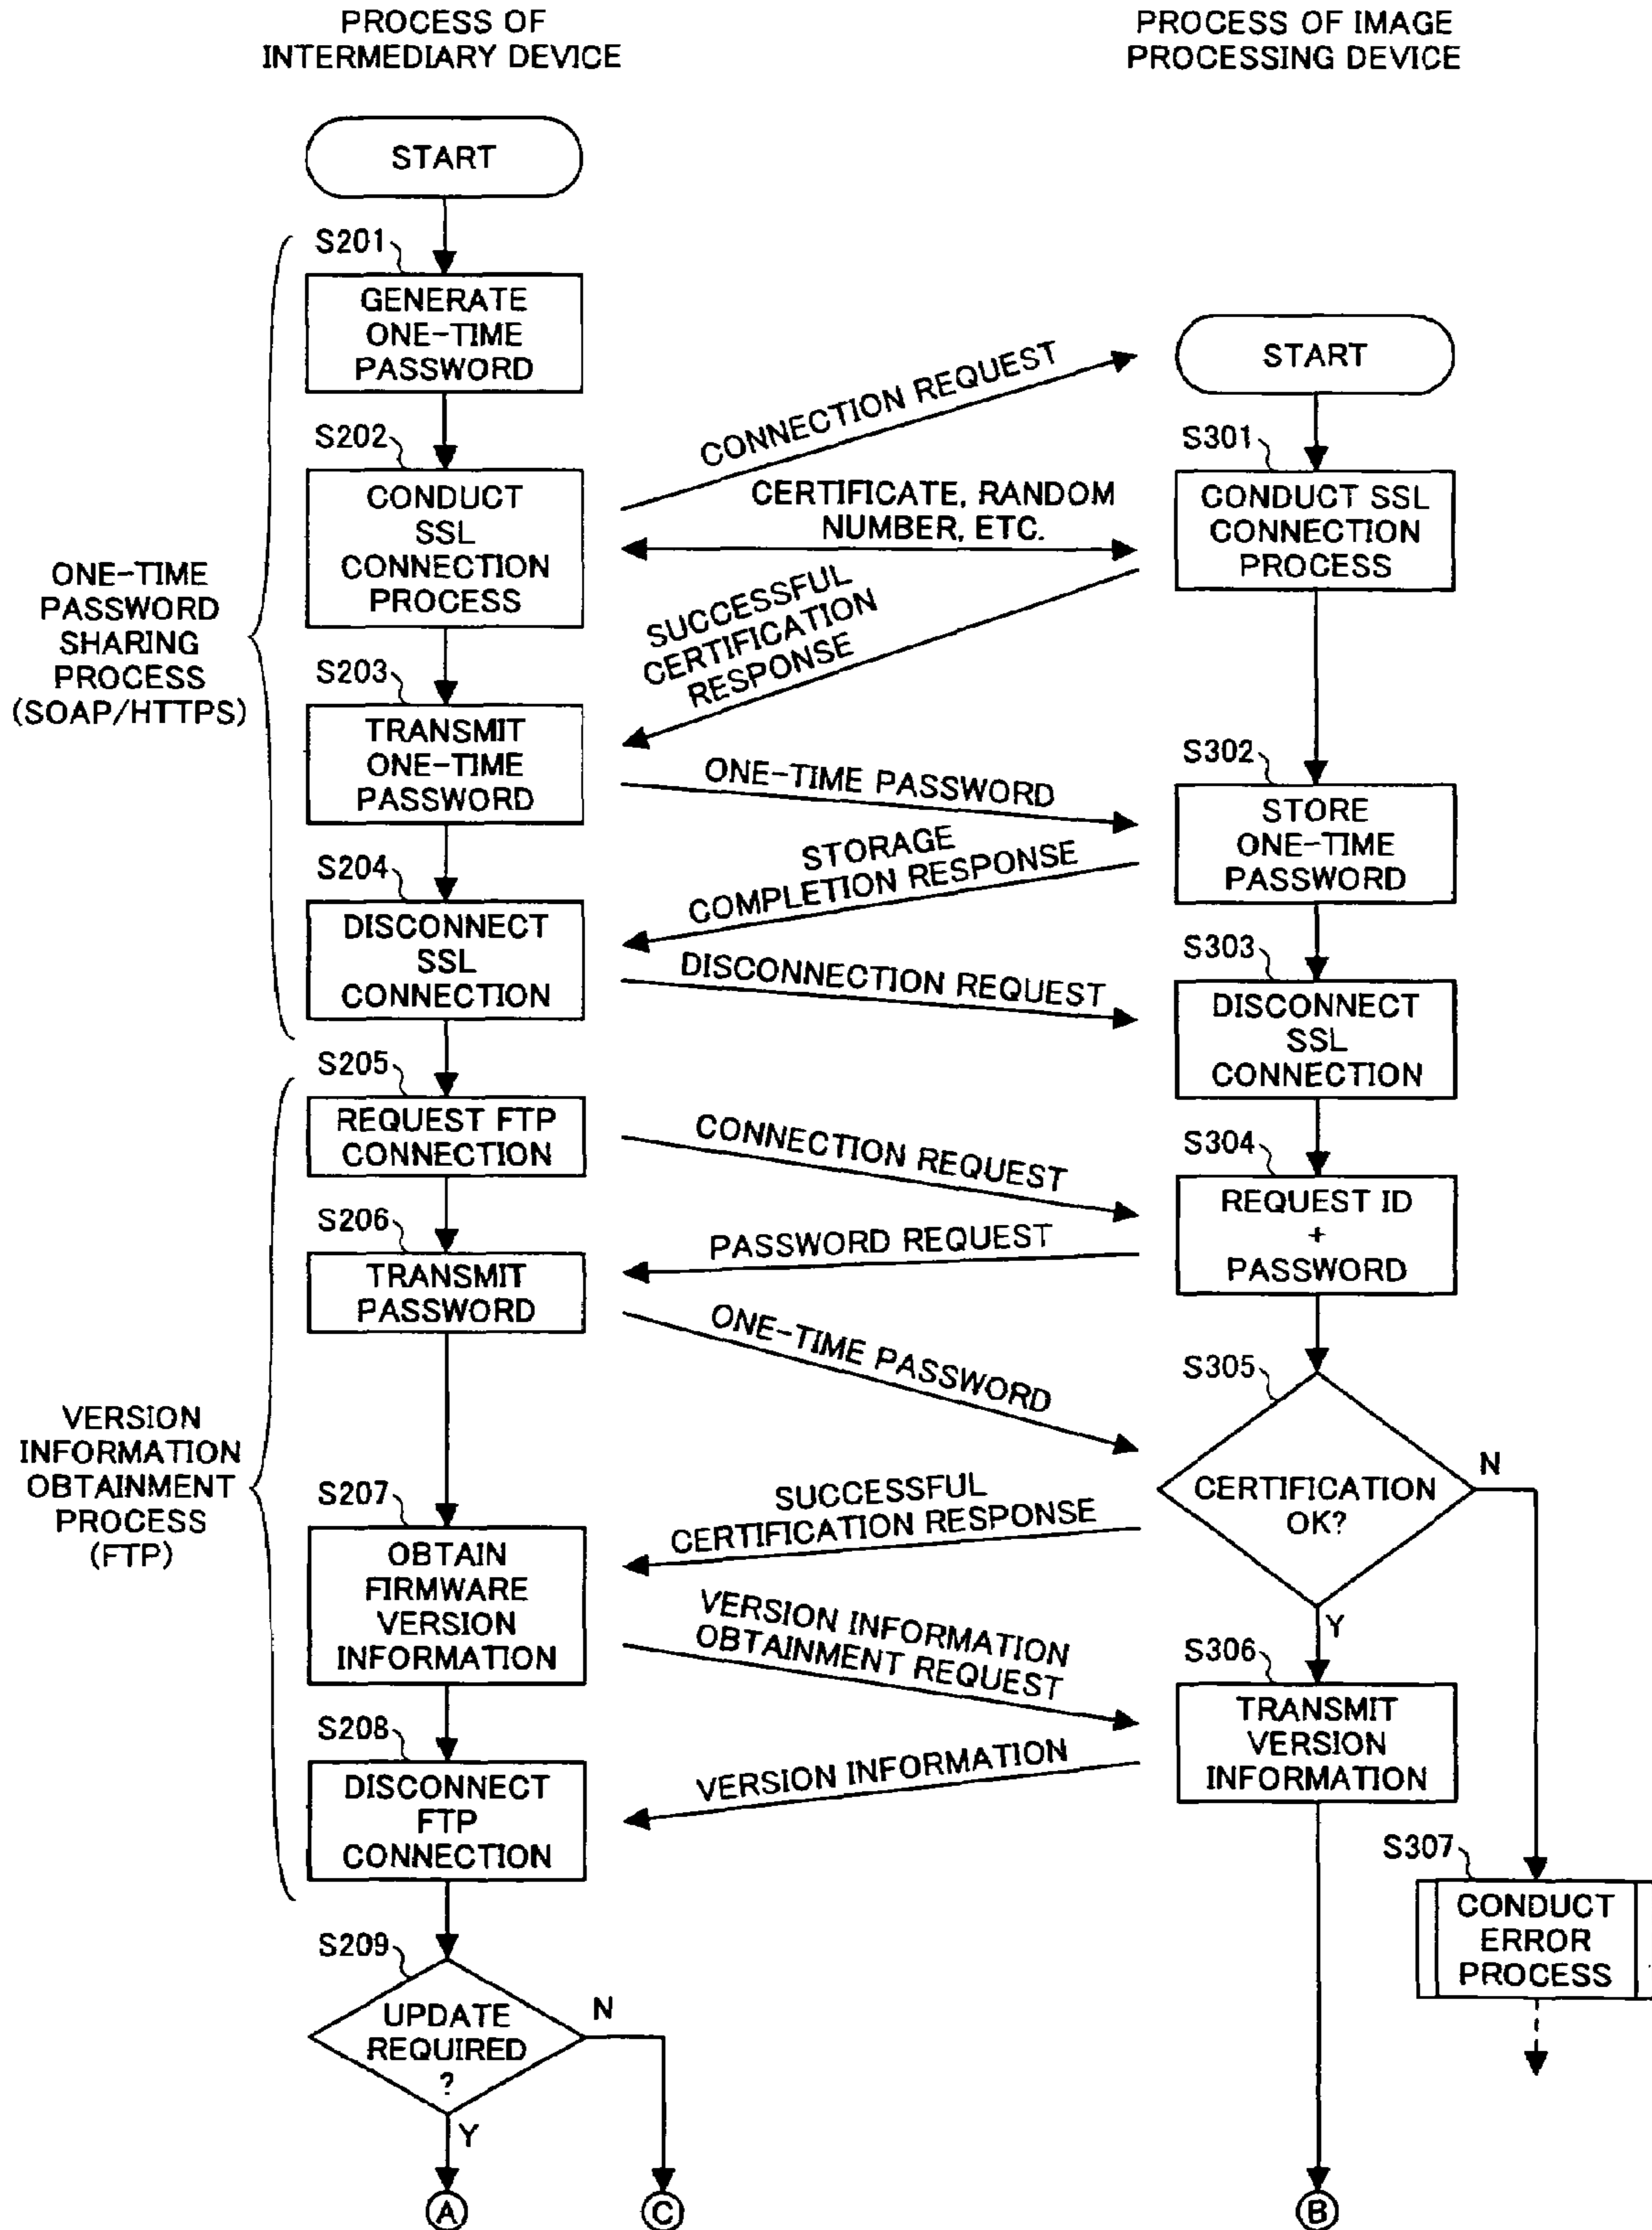 PROCESS OF
INTERMEDIARY DEVICE
PROCESS OF IMAGE
PROCESSING DEVICE
START
S201
GENERATE
ONE-TIME
PASSWORD
START
CONNECTION REQUEST
S202
CONDUCT
SSL
CONNECTION
PROCESS
S301
CONDUCT SSL
CONNECTION
PROCESS
CERTIFICATE, RANDOM
NUMBER, ETC.
ONE-TIME
PASSWORD
SHARING
PROCESS
(SOAP/HTTPS)
SUCCESSFUL
CERTIFICATION
RESPONSE
S203
TRANSMIT
ONE-TIME
PASSWORD
ONE-TIME PASSWORD
S302
STORE
ONE-TIME
PASSWORD
STORAGE
COMPLETION RESPONSE
S204
DISCONNECT
SSL
CONNECTION
DISCONNECTION REQUEST
S303
DISCONNECT
SSL
CONNECTION
S205
REQUEST FTP
CONNECTION
CONNECTION REQUEST
S304
REQUEST ID
+
PASSWORD
S206
TRANSMIT
PASSWORD
PASSWORD REQUEST
ONE-TIME PASSWORD
S305
CERTIFICATION
OK?
N
Y
VERSION
INFORMATION
OBTAINMENT
PROCESS
(FTP)
SUCCESSFUL
CERTIFICATION RESPONSE
S207
OBTAIN
FIRMWARE
VERSION
INFORMATION
VERSION INFORMATION
OBTAINMENT REQUEST
S306
TRANSMIT
VERSION
INFORMATION
S208
DISCONNECT
FTP
CONNECTION
VERSION INFORMATION
S307
CONDUCT
ERROR
PROCESS
S209
UPDATE
REQUIRED
?
N
Y
A
C
B